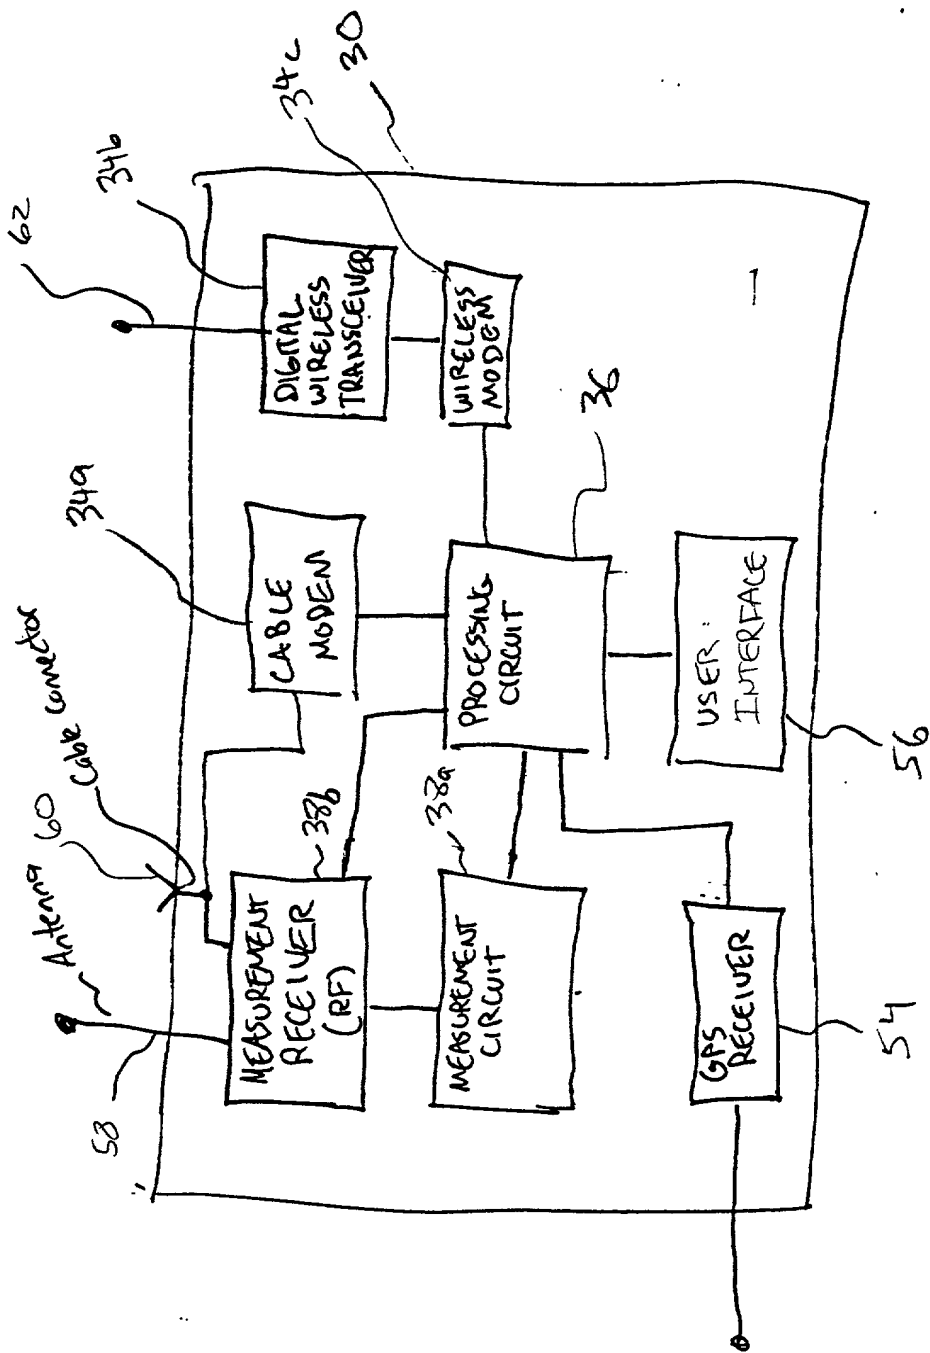 Antenna
58
60
Cable connector
34a
62
34b
34c
30
MEASUREMENT
RECEIVER
(RF)
38b
CABLE
MODEM
DIGITAL
WIRELESS
TRANSCEIVER
MEASUREMENT
CIRCUIT
38a
PROCESSING
CIRCUIT
36
WIRELESS
MODEM
GPS
RECEIVER
54
USER
INTERFACE
56